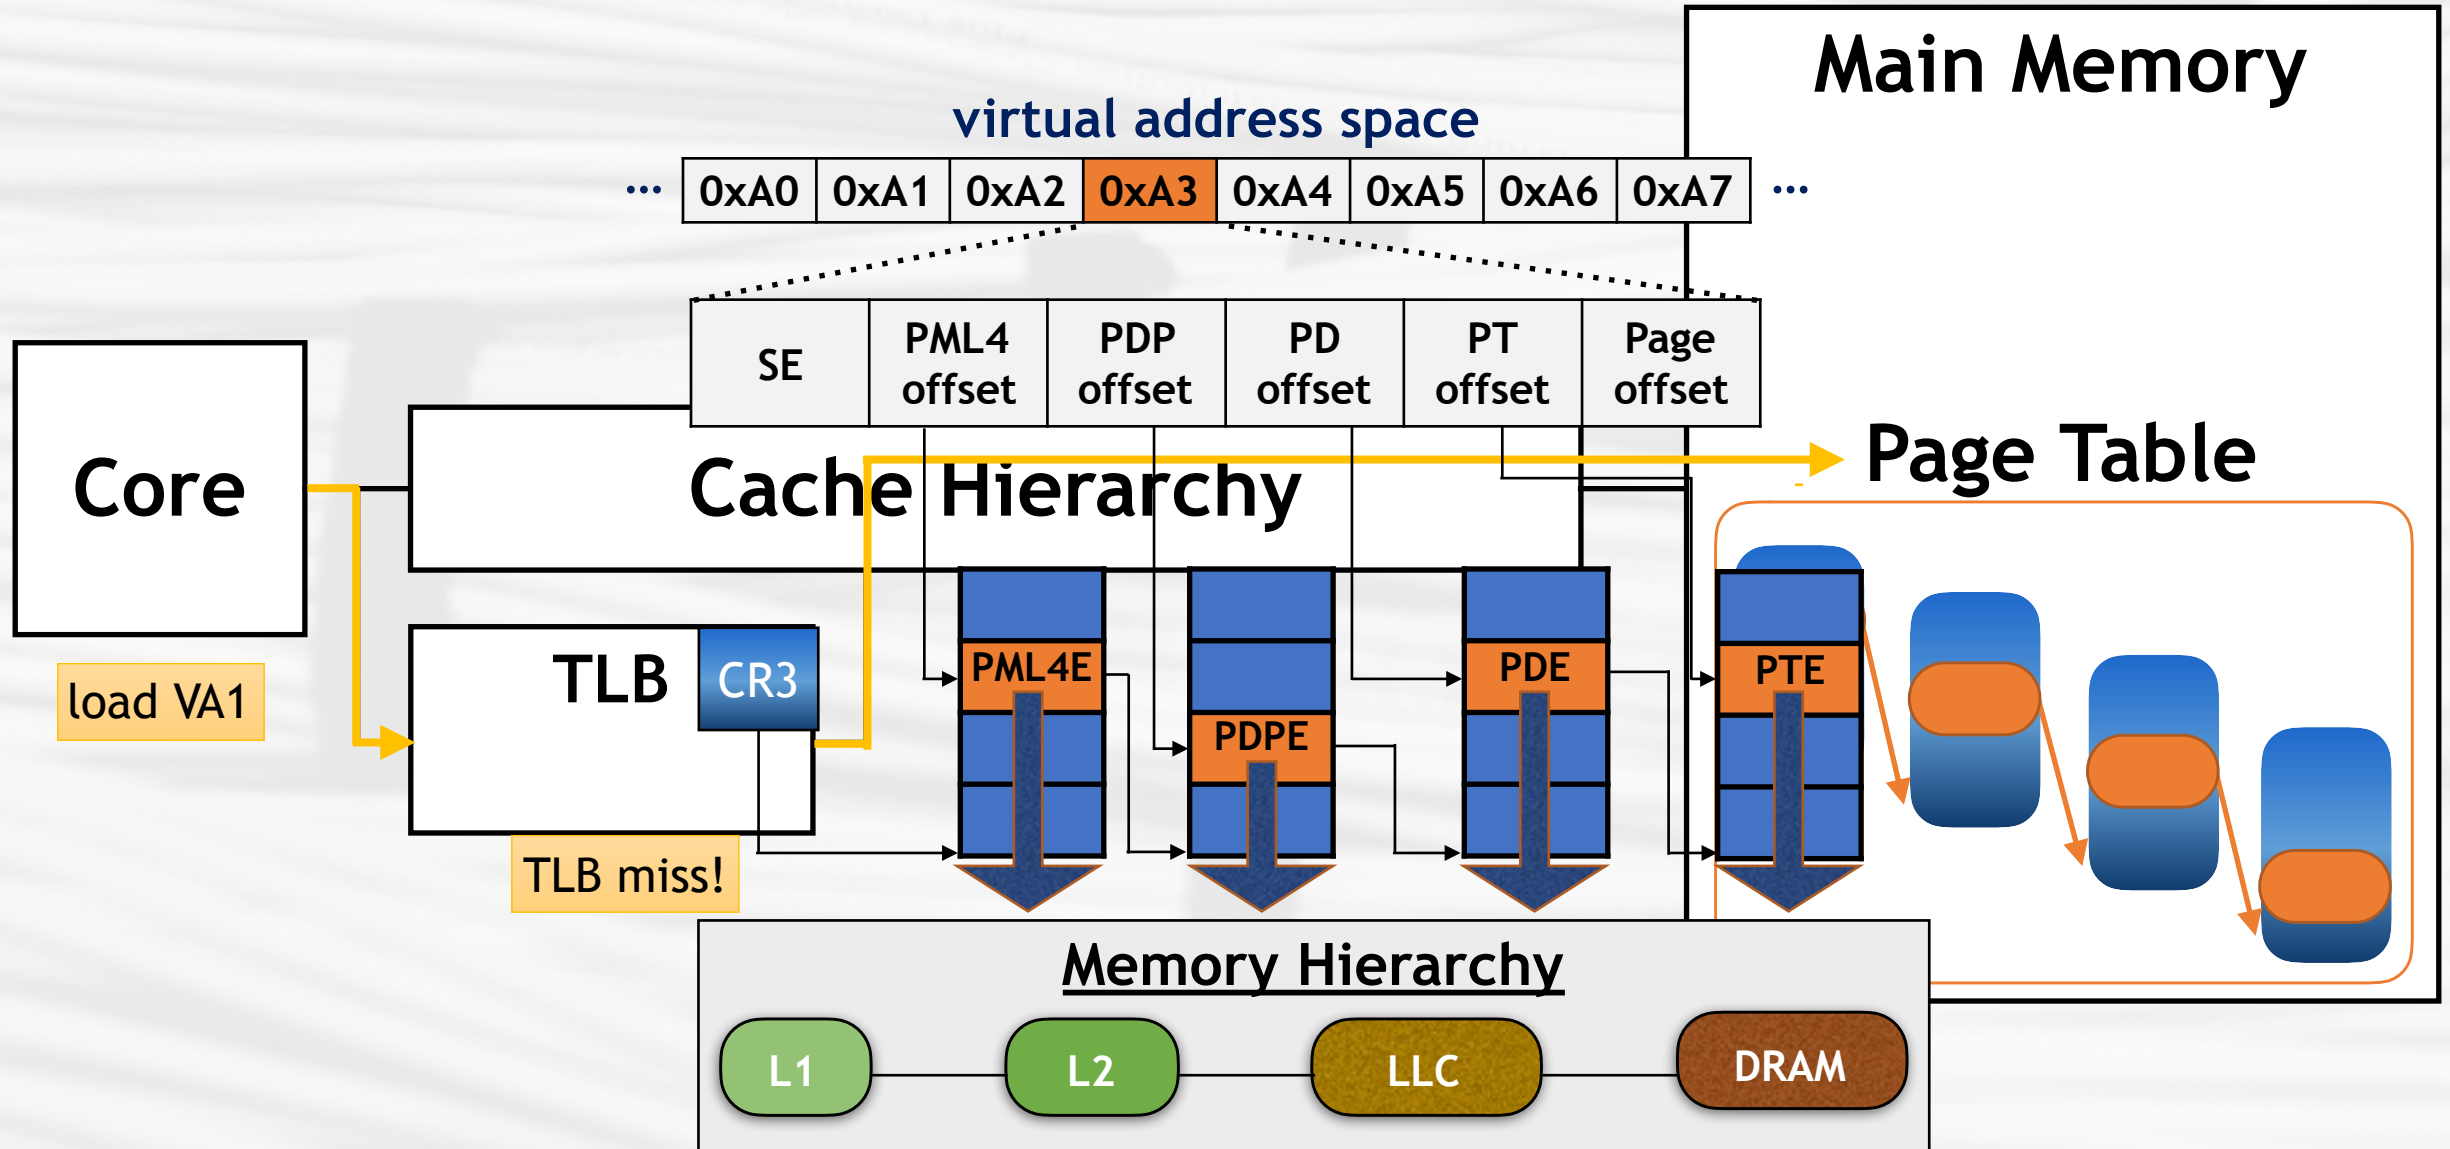 Main Memory
virtual address space
... 0xA0 0xA1 0xA2 0xA3 0xA4 0xA5 0xA6 0xA7 ...
SE
PML4
offset
PDP
offset
PD
offset
PT
offset
Page
offset
Core
Cache Hierarchy
Page Table
load VA1
TLB
CR3
TLB miss!
PML4E
PDPE
PDE
PTE
Memory Hierarchy
L1
L2
LLC
DRAM